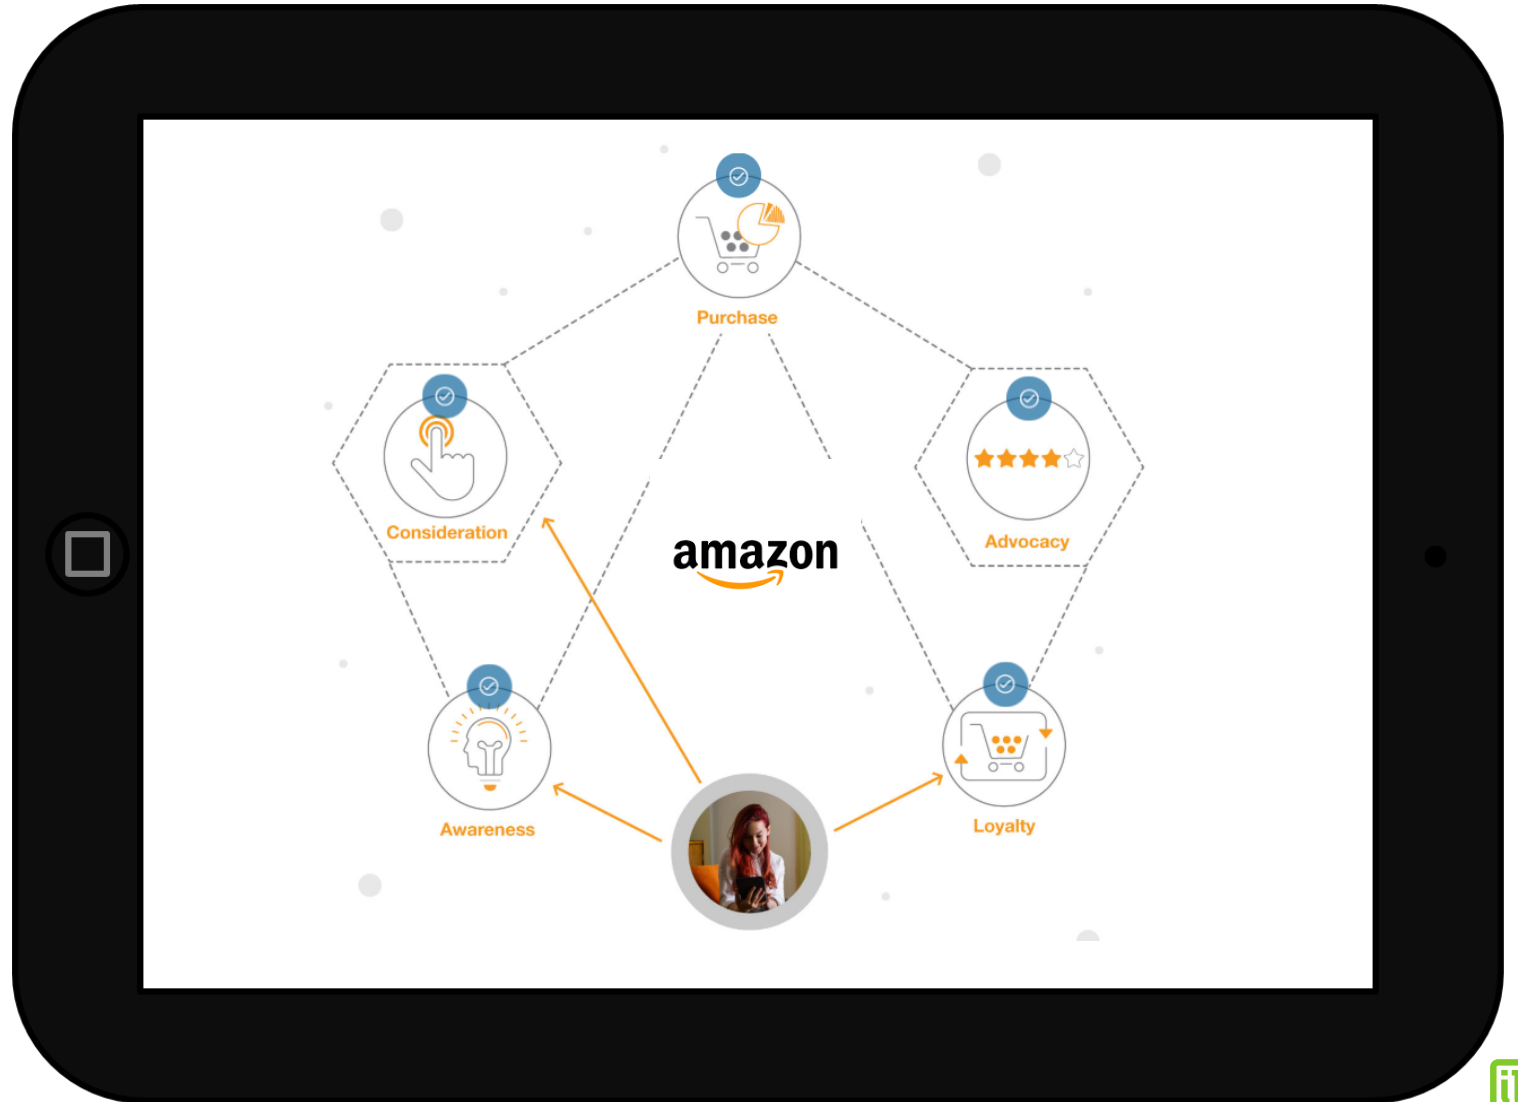 Purchase
Consideration
Advocacy
amazon
Awareness
Loyalty